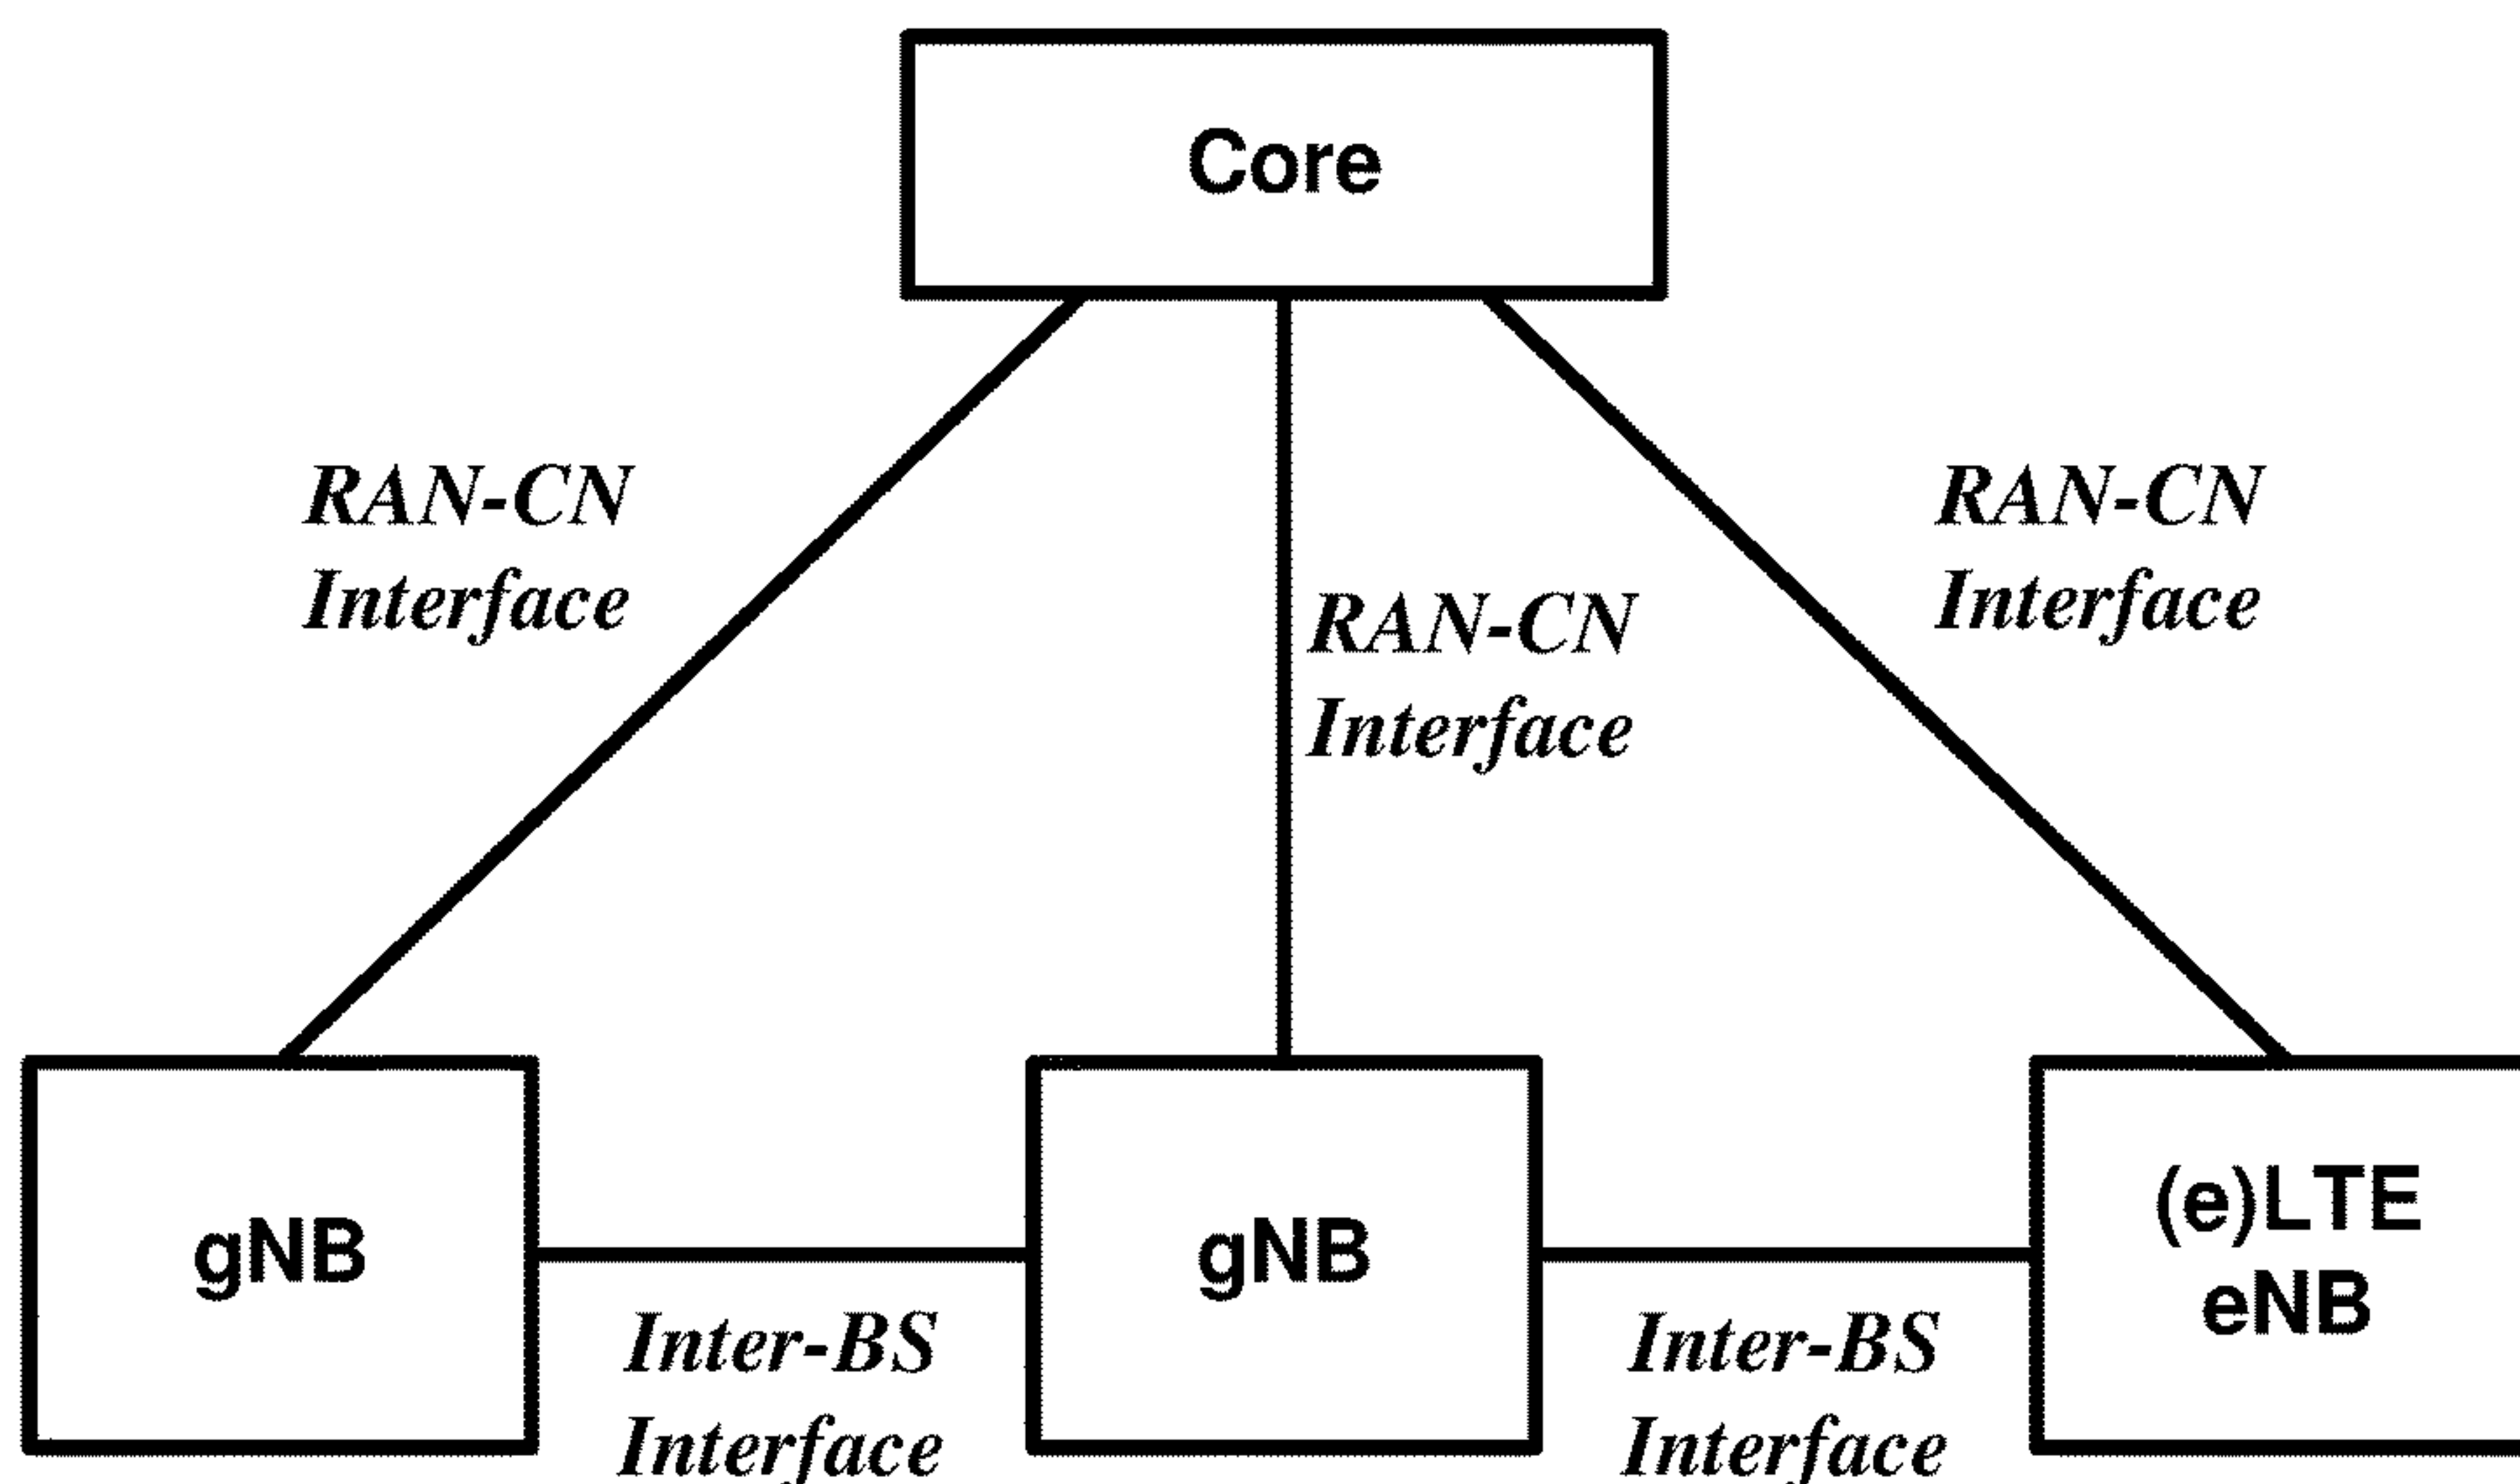 Core
RAN-CN
Interface
RAN-CN
Interface
RAN-CN
Interface
gNB
gNB
(e)LTE
eNB
Inter-BS
Interface
Inter-BS
Interface